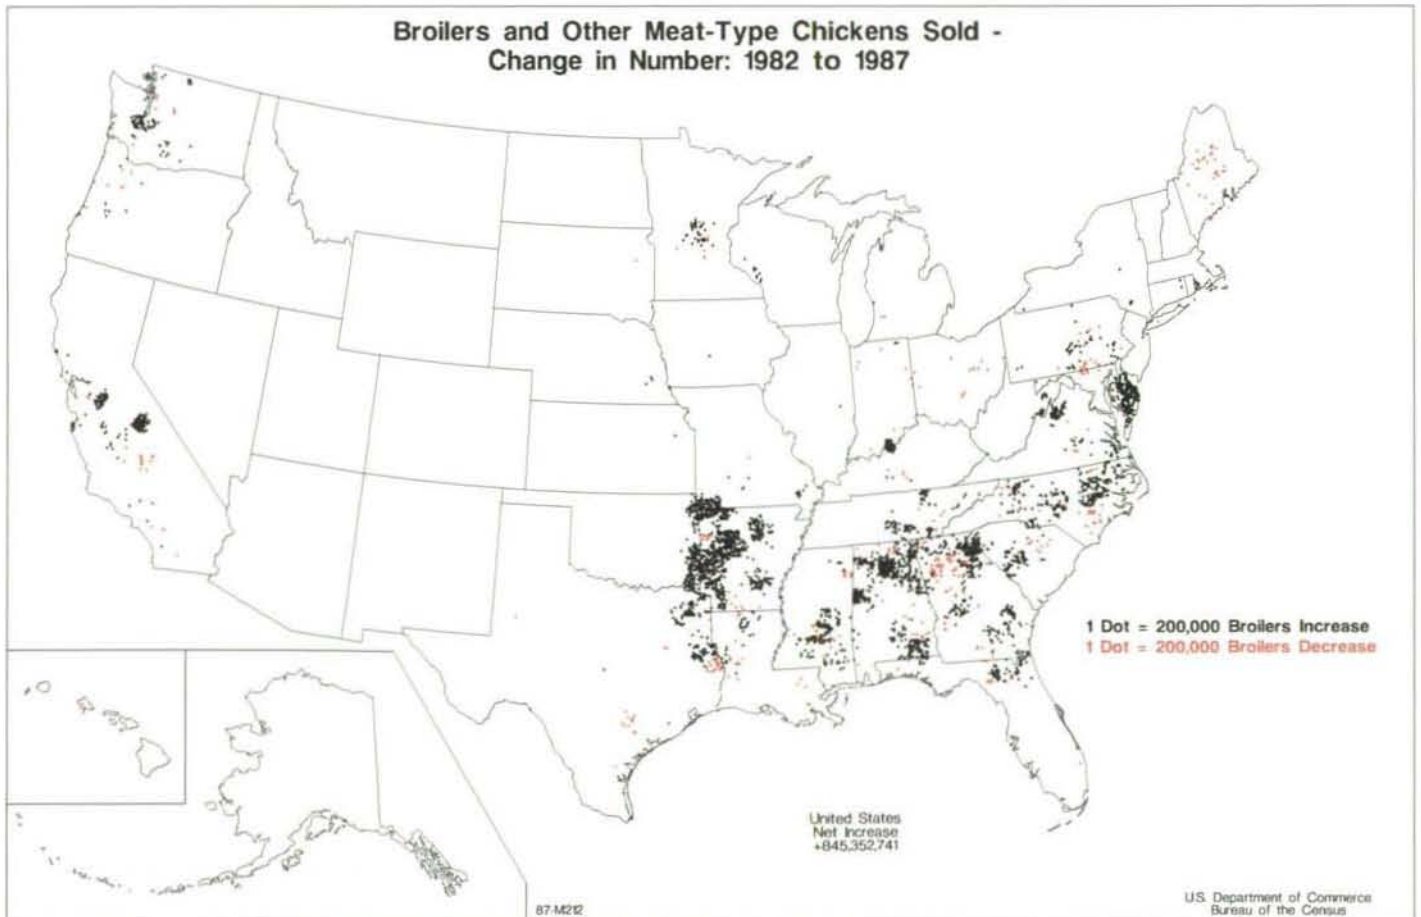 Broilers and Other Meat-Type Chickens Sold -
Change in Number: 1982 to 1987
1 Dot = 200,000 Broilers Increase
1 Dot = 200,000 Broilers Decrease
United States
Net Increase
+845,352,741
87-M212
U.S. Department of Commerce
Bureau of the Census